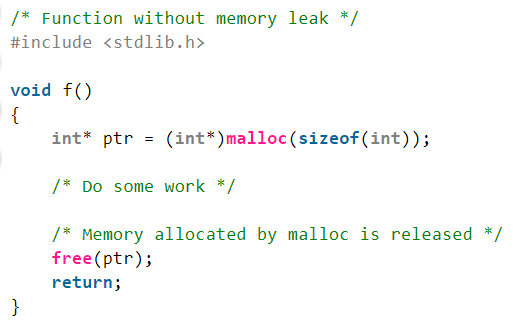 /* Function without memory leak */
#include <stdlib.h>
void f()
{
int* ptr = (int*)malloc(sizeof(int));
/* Do some work */
/* Memory allocated by malloc is released */
free(ptr);
return;
}